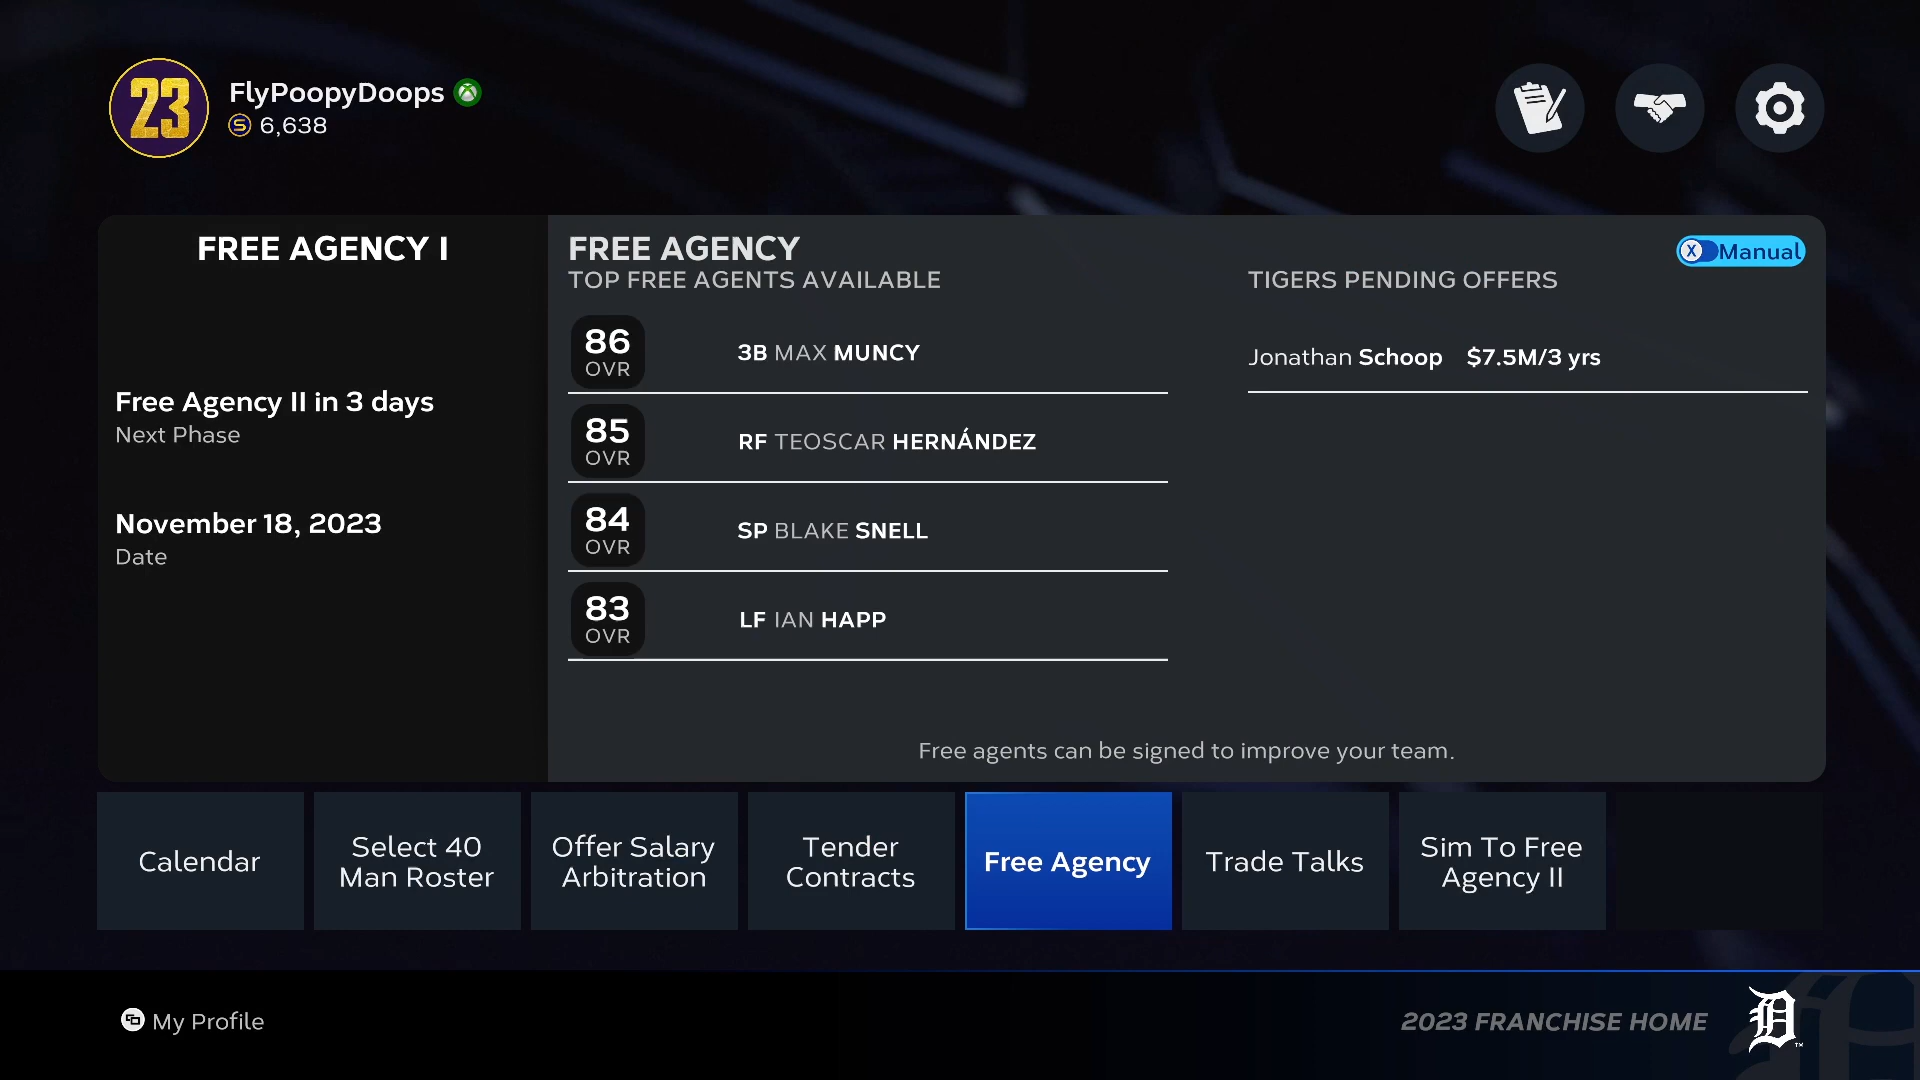 23
FlyPoopyDoops
6,638
FREE AGENCY I
Free Agency II in 3 days
Next Phase
November 18, 2023
Date
FREE AGENCY
TOP FREE AGENTS AVAILABLE
86
OVR
3B MAX MUNCY
85
OVR
RF TEOSCAR HERNÁNDEZ
84
OVR
SP BLAKE SNELL
83
OVR
LF IAN HAPP
X Manual
TIGERS PENDING OFFERS
Jonathan Schoop $7.5M/3 yrs
Free agents can be signed to improve your team.
Calendar
Select 40
Man Roster
Offer Salary
Arbitration
Tender
Contracts
Free Agency
Trade Talks
Sim To Free
Agency II
My Profile
2023 FRANCHISE HOME
D